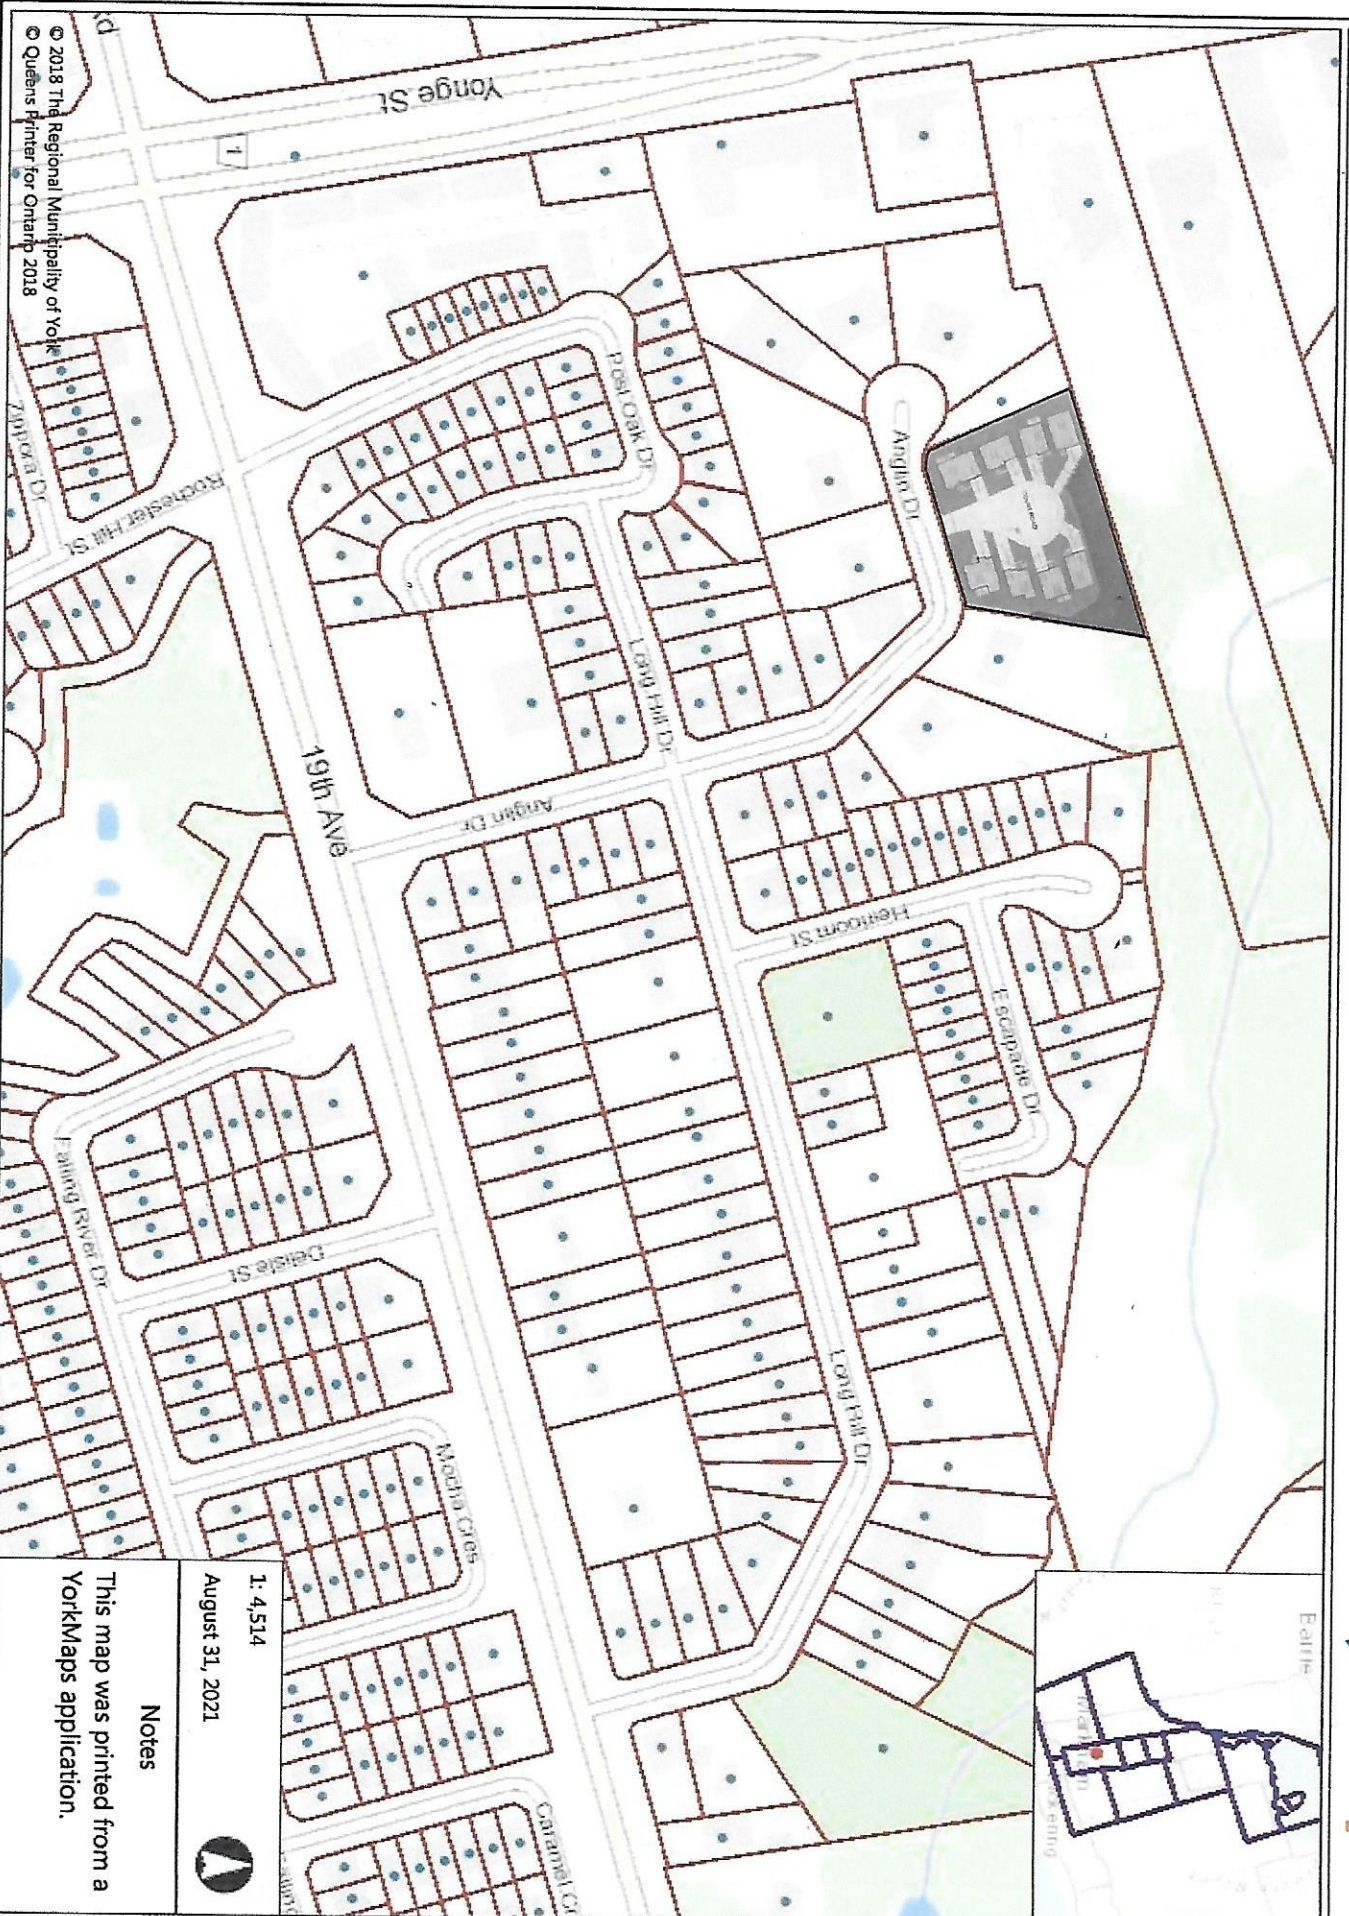 Yonge St
1
© 2018 The Regional Municipality of York
© Queens Printer for Ontario 2018
Post Oak Dr
Anglin Dr
Zippora Dr
Rochester Hill St
Long Hill Dr
19th Ave
Anglin Dr
Heirloom St
Escapade Dr
Falling River Dr
Delisle St
Long Hill Dr
Mocha Cres
Caramel Cr
Barrie
Markham
Pickering
1: 4,514
August 31, 2021
Notes
This map was printed from a
YorkMaps application.